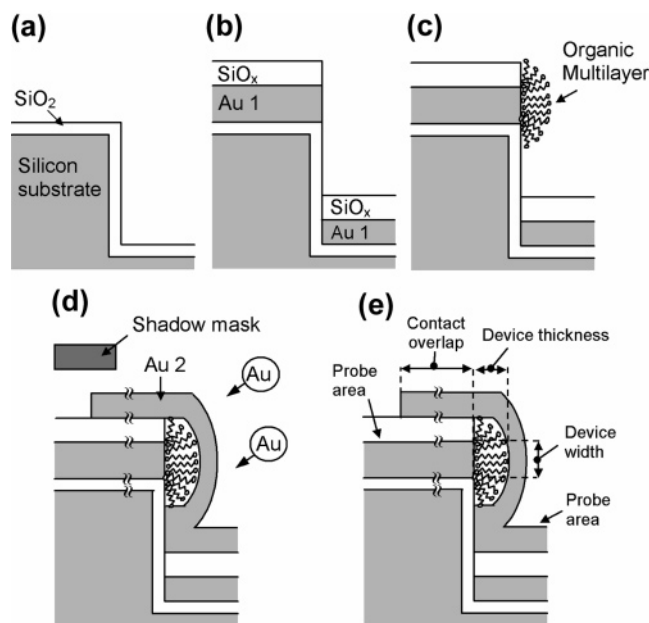 (a)
SiO2
Silicon
substrate
(b)
SiOx
Au 1
SiOx
Au 1
(c)
Organic
Multilayer
(d)
Shadow mask
Au 2
Au
Au
(e)
Contact
overlap
Device thickness
Probe
area
Device
width
Probe
area